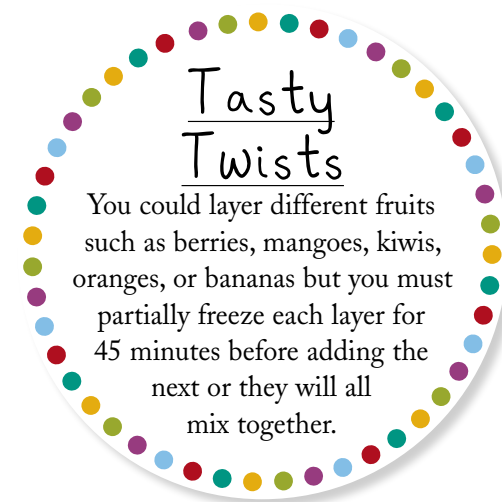 Tasty
Twists
You could layer different fruits
such as berries, mangoes, kiwis,
oranges, or bananas but you must
partially freeze each layer for
45 minutes before adding the
next or they will all
mix together.